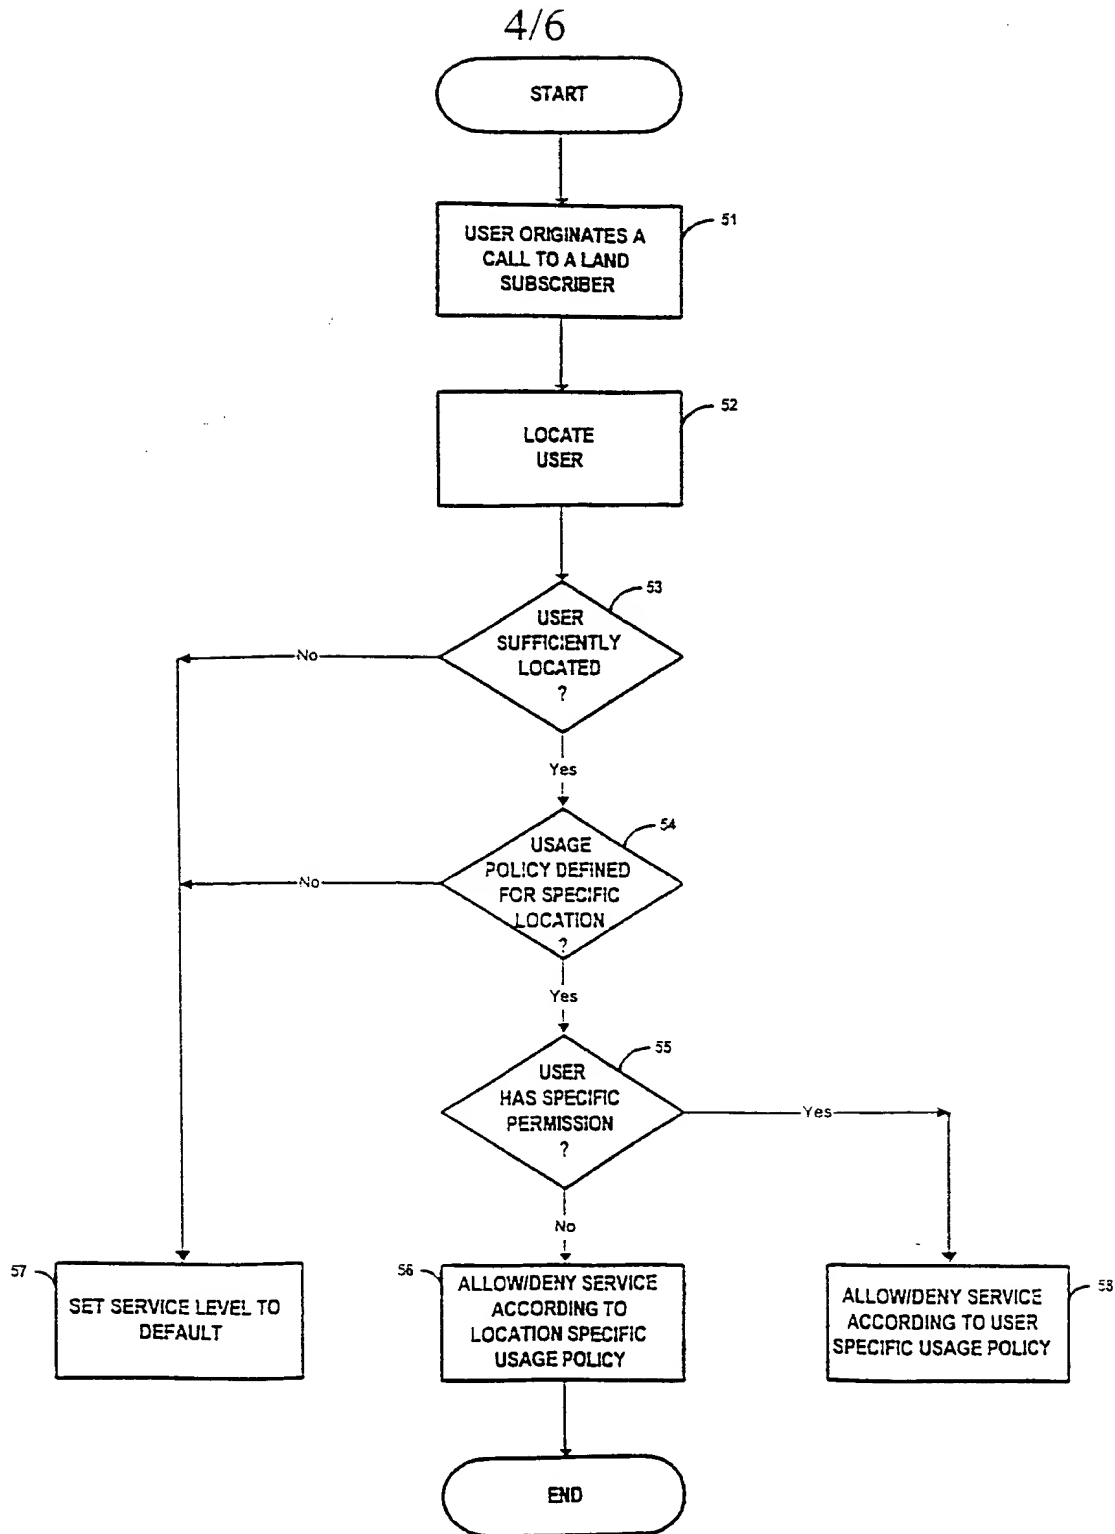 4/6
START
USER ORIGINATES A
CALL TO A LAND
SUBSCRIBER
51
LOCATE
USER
52
USER
SUFFICIENTLY
LOCATED
?
53
No
Yes
USAGE
POLICY DEFINED
FOR SPECIFIC
LOCATION
?
54
No
Yes
USER
HAS SPECIFIC
PERMISSION
?
55
Yes
No
57
SET SERVICE LEVEL TO
DEFAULT
56
ALLOW/DENY SERVICE
ACCORDING TO
LOCATION SPECIFIC
USAGE POLICY
ALLOW/DENY SERVICE
ACCORDING TO USER
SPECIFIC USAGE POLICY
END